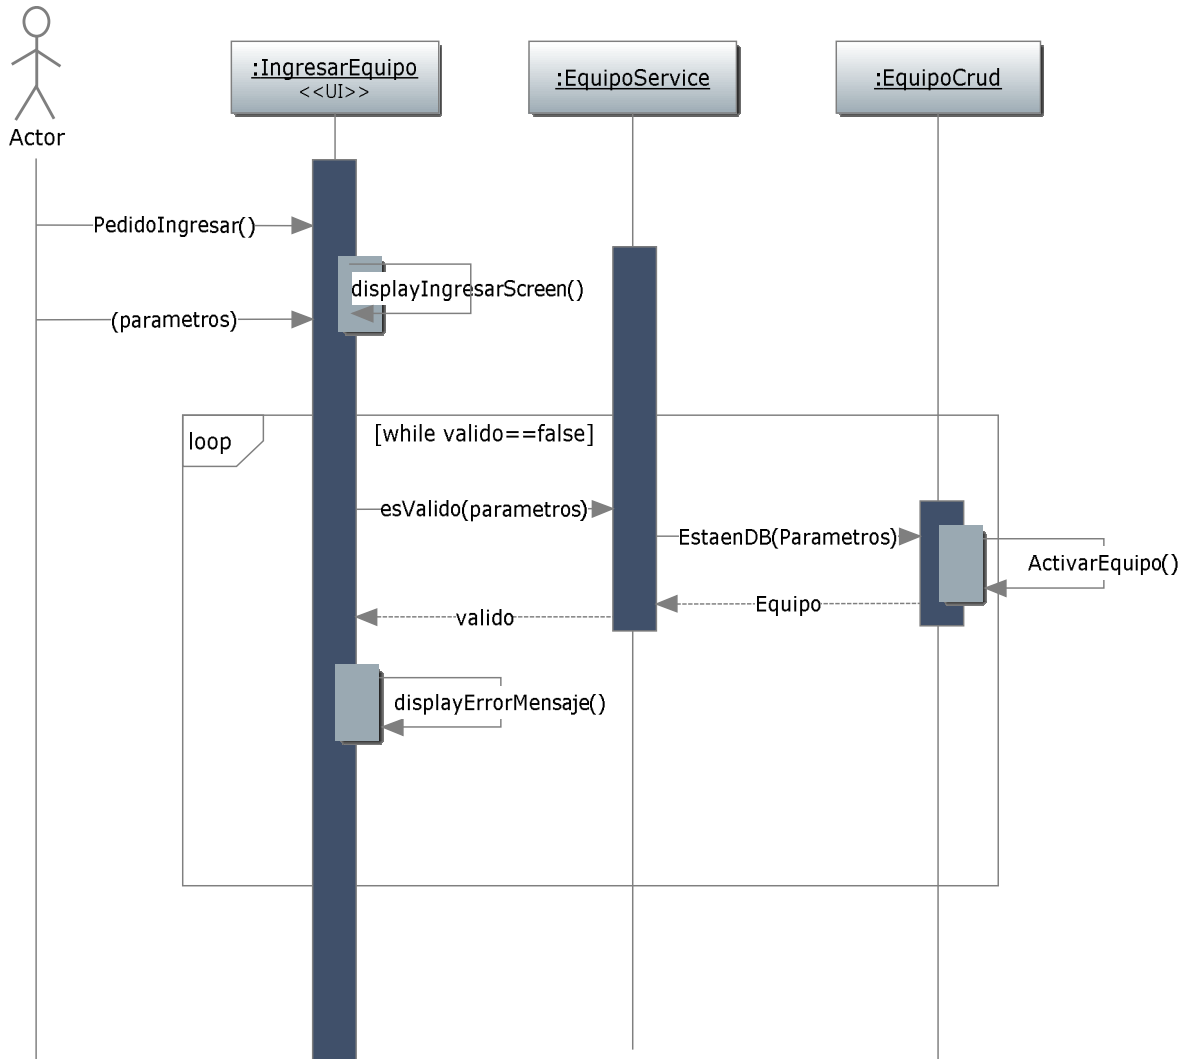 Actor
:IngresarEquipo
<<UI>>
:EquipoService
:EquipoCrud
PedidoIngresar()
displayIngresarScreen()
(parametros)
loop
[while valido==false]
esValido(parametros)
EstaenDB(Parametros)
ActivarEquipo()
Equipo
valido
displayErrorMensaje()